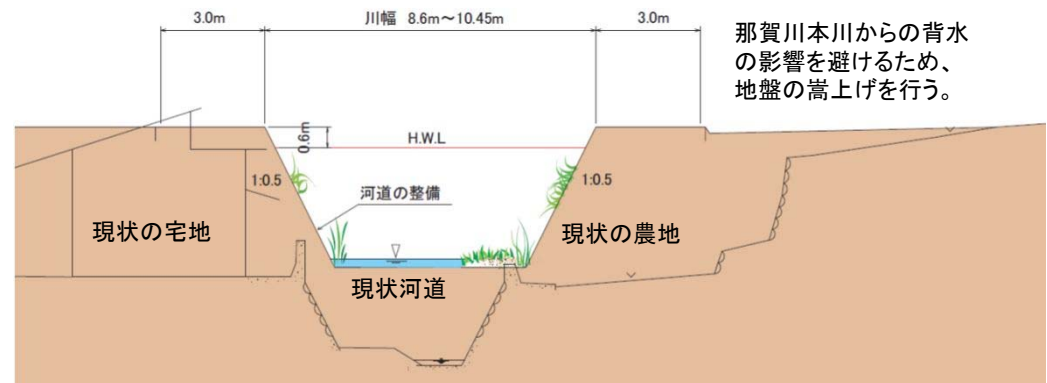 3.0m
川幅 8.6m～10.45m
3.0m
那賀川本川からの背水
の影響を避けるため、
地盤の嵩上げを行う。
0.6m
H.W.L
1:0.5
河道の整備
1:0.5
現状の宅地
現状の農地
現状河道